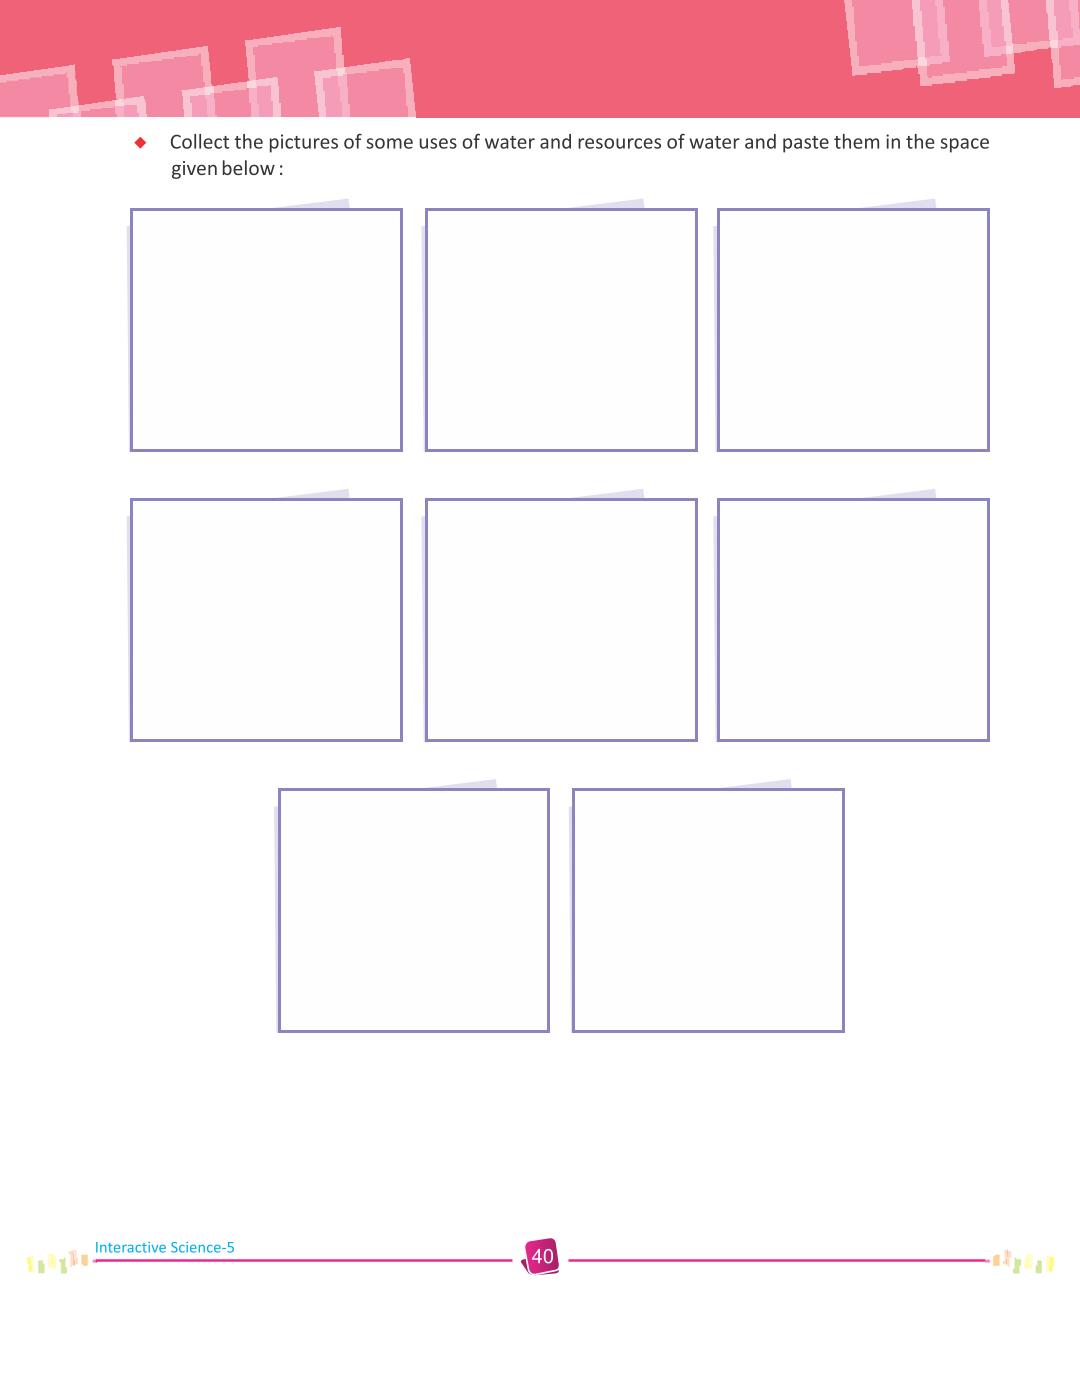 Collect the pictures of some uses of water and resources of water and paste them in the space
given below :
Interactive Science-5
40